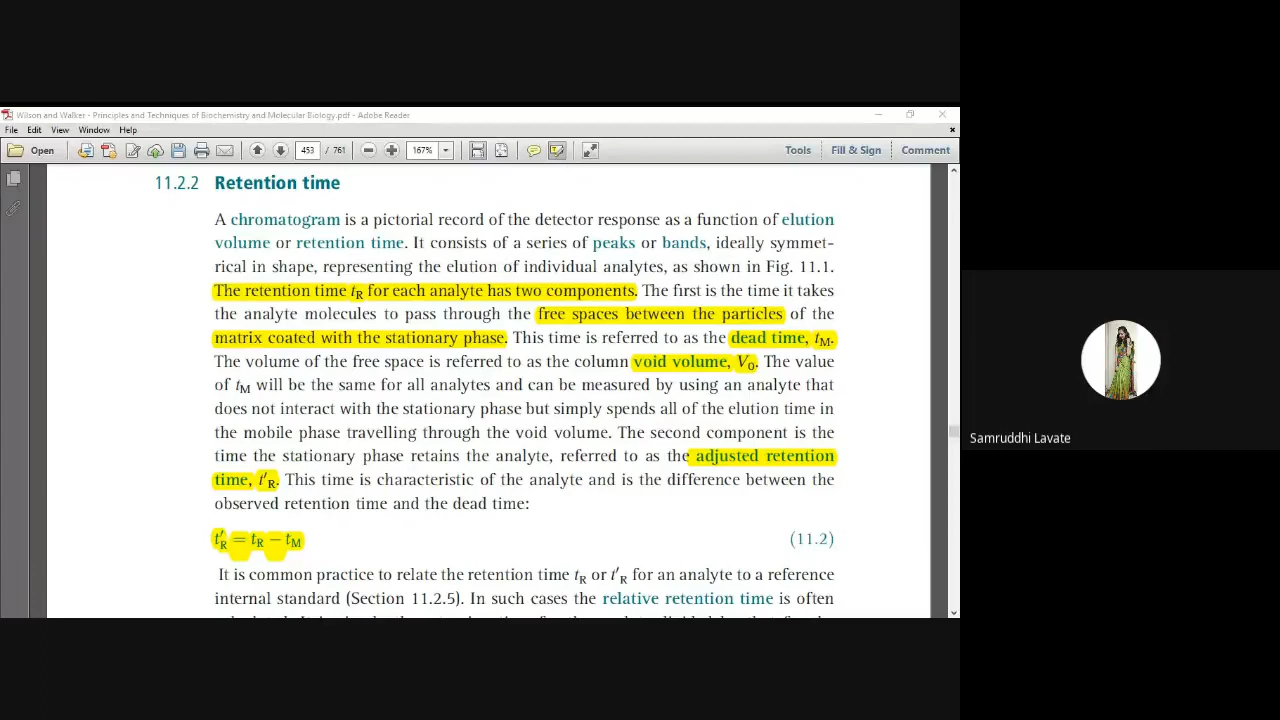 Wilson and Walker - Principles and Techniques of Biochemistry and Molecular Biology.pdf - Adobe Reader
File Edit View Window Help
Open 453 / 761 167% Tools Fill & Sign Comment
11.2.2 Retention time
A chromatogram is a pictorial record of the detector response as a function of elution
volume or retention time. It consists of a series of peaks or bands, ideally symmet-
rical in shape, representing the elution of individual analytes, as shown in Fig. 11.1.
The retention time tR for each analyte has two components. The first is the time it takes
the analyte molecules to pass through the free spaces between the particles of the
matrix coated with the stationary phase. This time is referred to as the dead time, tM.
The volume of the free space is referred to as the column void volume, V0. The value
of tM will be the same for all analytes and can be measured by using an analyte that
does not interact with the stationary phase but simply spends all of the elution time in
the mobile phase travelling through the void volume. The second component is the
time the stationary phase retains the analyte, referred to as the adjusted retention
time, t′R. This time is characteristic of the analyte and is the difference between the
observed retention time and the dead time:
t′R = tR − tM (11.2)
It is common practice to relate the retention time tR or t′R for an analyte to a reference
internal standard (Section 11.2.5). In such cases the relative retention time is often
Samruddhi Lavate